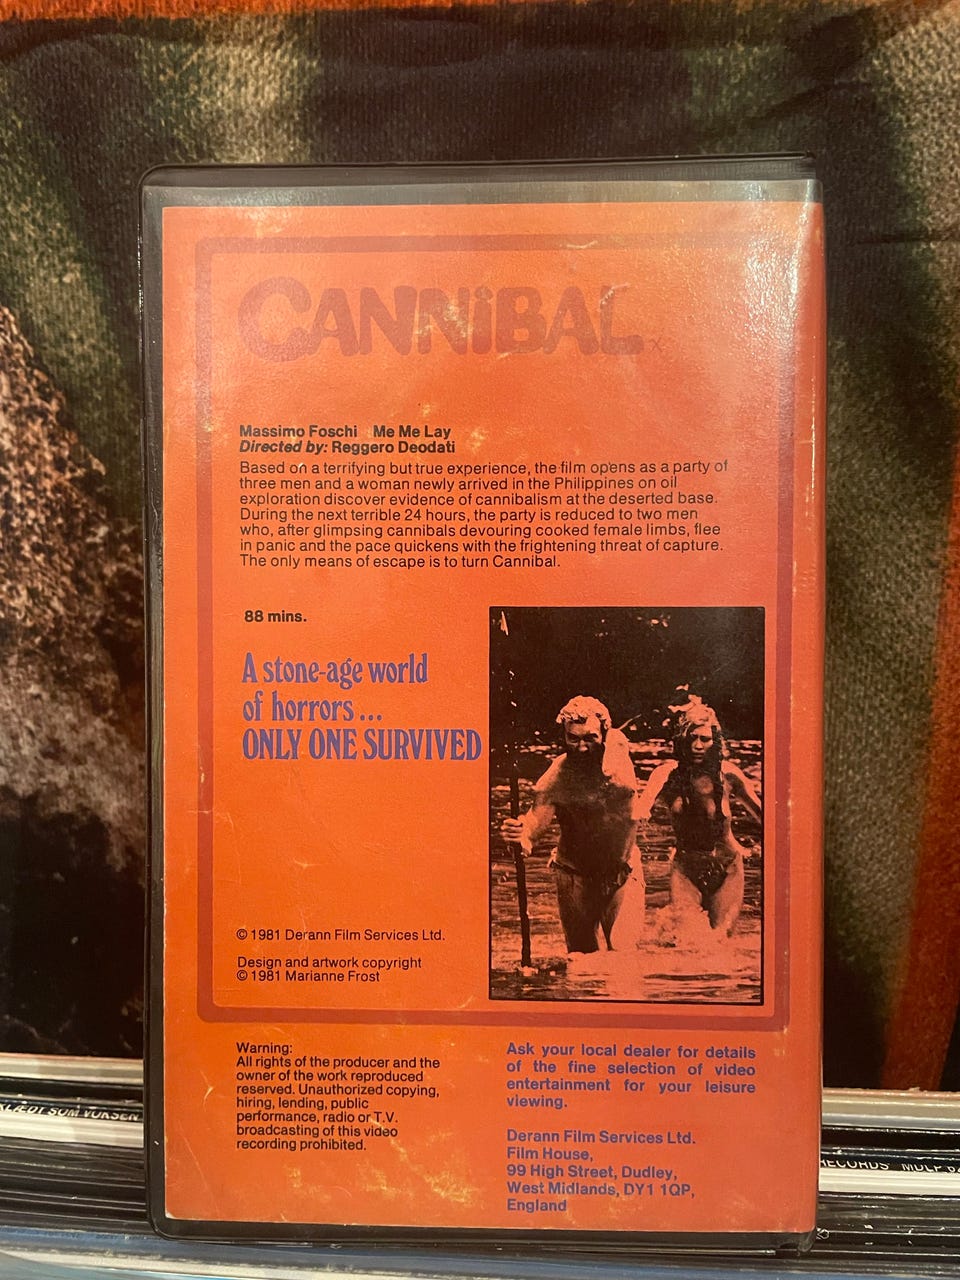 CANNiBAL
x
Massimo Foschi Me Me Lay
Directed by: Reggero Deodati
Based on a terrifying but true experience, the film opens as a party of
three men and a woman newly arrived in the Philippines on oil
exploration discover evidence of cannibalism at the deserted base.
During the next terrible 24 hours, the party is reduced to two men
who, after glimpsing cannibals devouring cooked female limbs, flee
in panic and the pace quickens with the frightening threat of capture.
The only means of escape is to turn Cannibal.
88 mins.
A stone-age world
of horrors...
ONLY ONE SURVIVED
© 1981 Derann Film Services Ltd.
Design and artwork copyright
© 1981 Marianne Frost
Warning:
All rights of the producer and the
owner of the work reproduced
reserved. Unauthorized copying,
hiring, lending, public
performance, radio or T.V.
broadcasting of this video
recording prohibited.
Ask your local dealer for details
of the fine selection of video
entertainment for your leisure
viewing.
Derann Film Services Ltd.
Film House,
99 High Street, Dudley,
West Midlands, DY1 1QP,
England
SOM VOKSEN
RECORDS